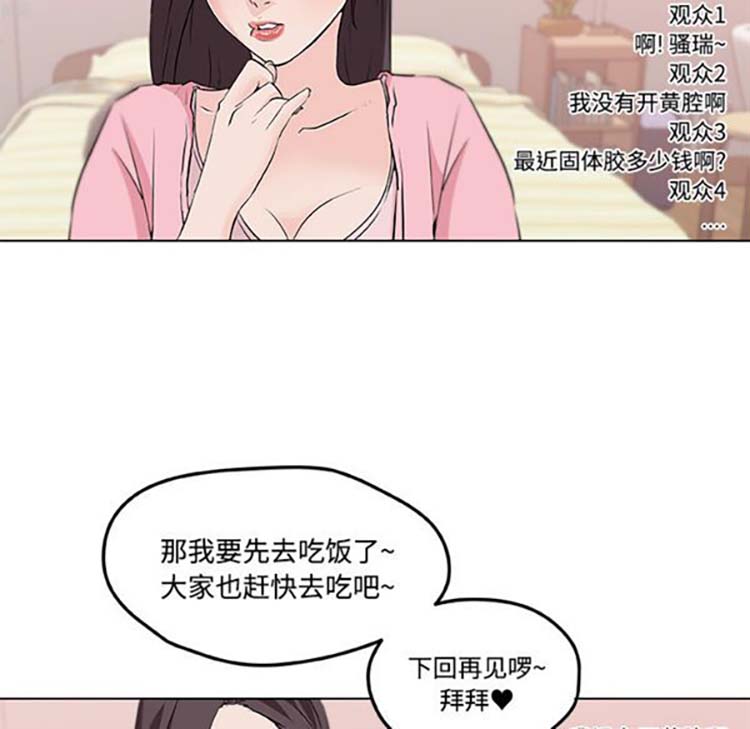 观众1
啊! 骚瑞~
观众2
我没有开黄腔啊
观众3
最近固体胶多少钱啊?
观众4
....
那我要先去吃饭了~
大家也赶快去吃吧~
下回再见啰~
拜拜♥